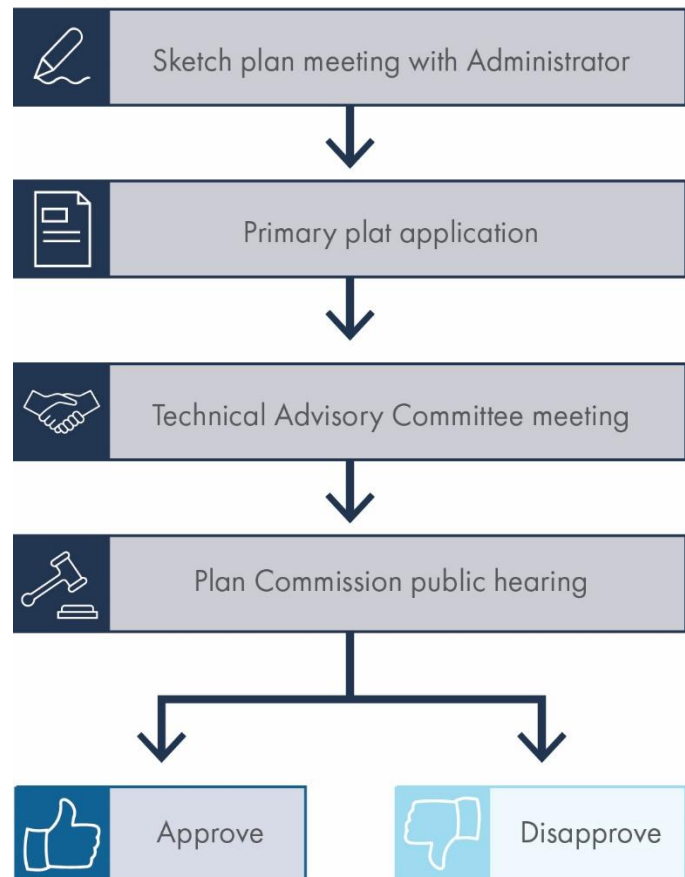 Sketch plan meeting with Administrator
Primary plat application
Technical Advisory Committee meeting
Plan Commission public hearing
Approve
Disapprove